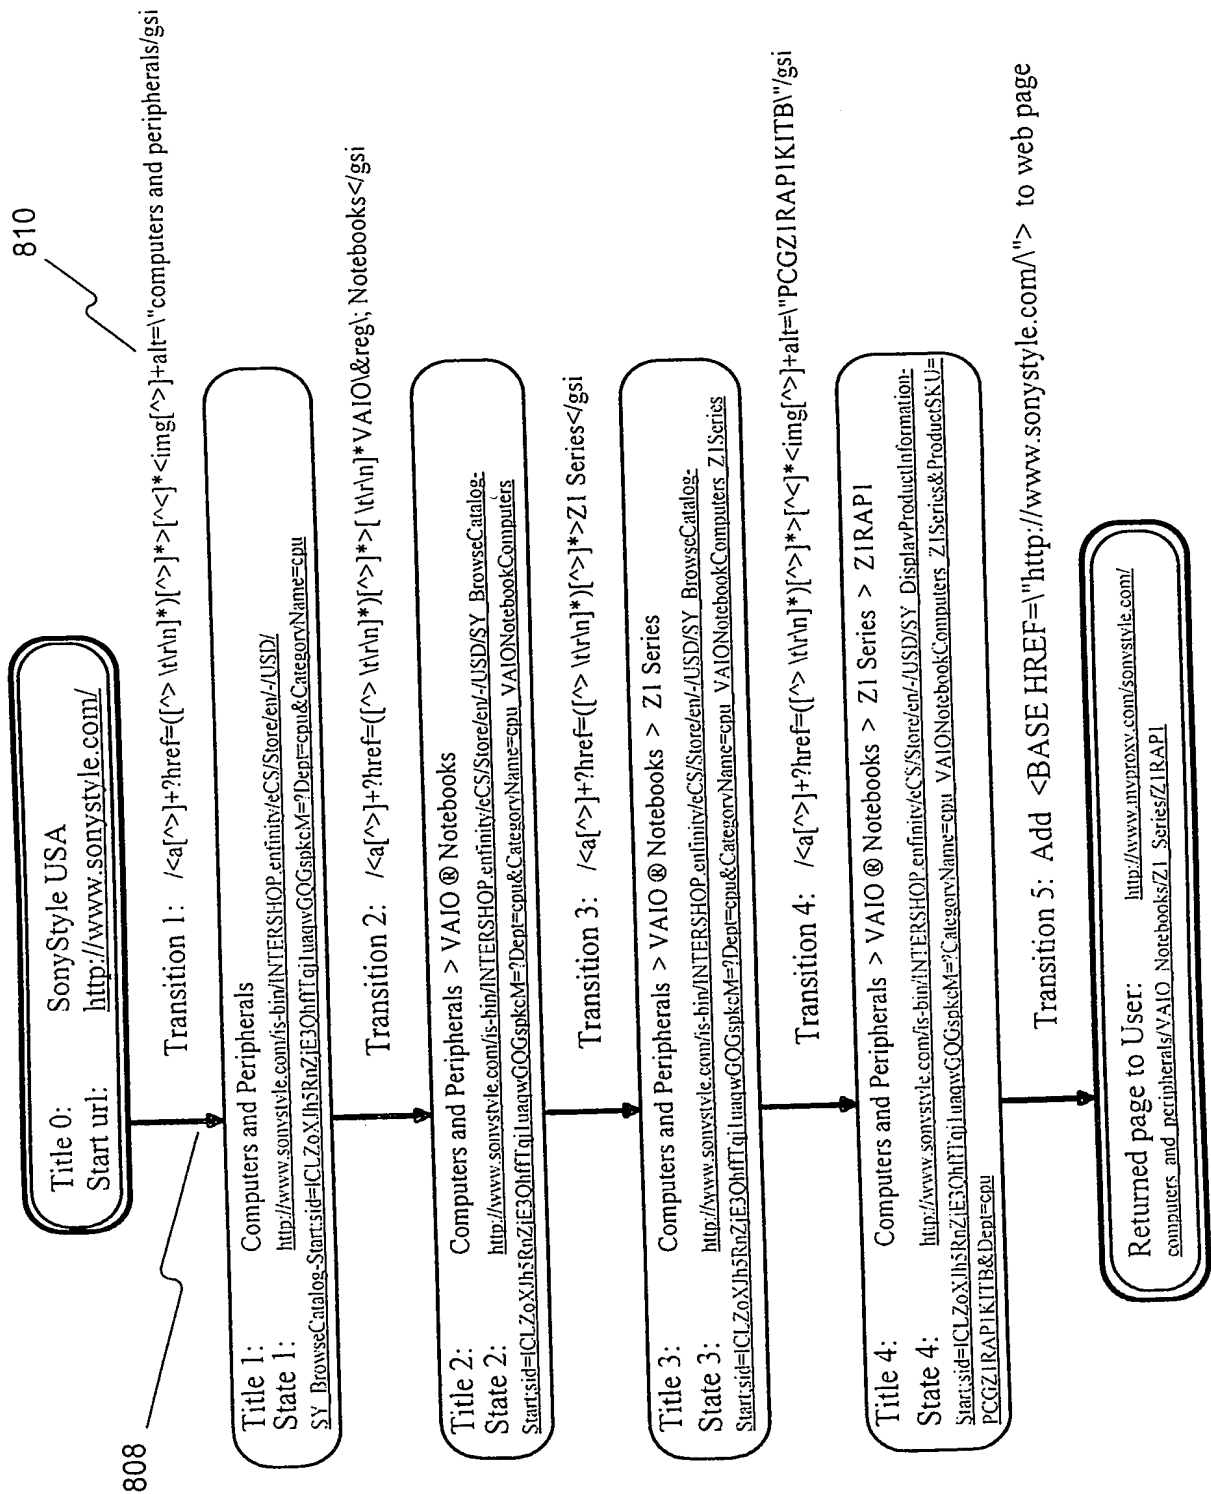 810
808
Title 0: SonyStyle USA
Start url: http://www.sonystyle.com/
Transition 1: /<a[^>]+?href=([^> \t\r\n]*)[^>]*>[^<]*<img[^>]+alt=\"computers and peripherals/gsi
Title 1: Computers and Peripherals
State 1: http://www.sonystyle.com/is-bin/INTERSHOP.enfinity/eCS/Store/en/-/USD/
SY_BrowseCatalog-Start;sid=ICLZoXJh5RnZjE3QhffTqj1uaqwGQGspkcM=?Dept=cpu&CategoryName=cpu
Transition 2: /<a[^>]+?href=([^> \t\r\n]*)[^>]*>[ \t\r\n]*VAIO\&reg\; Notebooks</gsi
Title 2: Computers and Peripherals > VAIO ® Notebooks
State 2: http://www.sonystyle.com/is-bin/INTERSHOP.enfinity/eCS/Store/en/-/USD/SY_BrowseCatalog-
Start;sid=ICLZoXJh5RnZjE3QhffTqj1uaqwGQGspkcM=?Dept=cpu&CategoryName=cpu_VAIONotebookComputers
Transition 3: /<a[^>]+?href=([^> \t\r\n]*)[^>]*>Z1 Series</gsi
Title 3: Computers and Peripherals > VAIO ® Notebooks > Z1 Series
State 3: http://www.sonystyle.com/is-bin/INTERSHOP.enfinity/eCS/Store/en/-/USD/SY_BrowseCatalog-
Start;sid=ICLZoXJh5RnZjE3QhffTqj1uaqwGQGspkcM=?Dept=cpu&CategoryName=cpu_VAIONotebookComputers_Z1Series
Transition 4: /<a[^>]+?href=([^> \t\r\n]*)[^>]*>[^<]*<img[^>]+alt=\"PCGZ1RAP1KITB\"/gsi
Title 4: Computers and Peripherals > VAIO ® Notebooks > Z1 Series > Z1RAP1
State 4: http://www.sonystyle.com/is-bin/INTERSHOP.enfinity/eCS/Store/en/-/USD/SY_DisplayProductInformation-
Start;sid=ICLZoXJh5RnZjE3QhffTqj1uaqwGQGspkcM=?CategoryName=cpu_VAIONotebookComputers_Z1Series&ProductSKU=
PCGZ1RAP1KITB&Dept=cpu
Transition 5: Add <BASE HREF=\"http://www.sonystyle.com/\"> to web page
Returned page to User: http://www.myproxy.com/sonystyle.com/
computers_and_peripherals/VAIO_Notebooks/Z1_Series/Z1RAP1